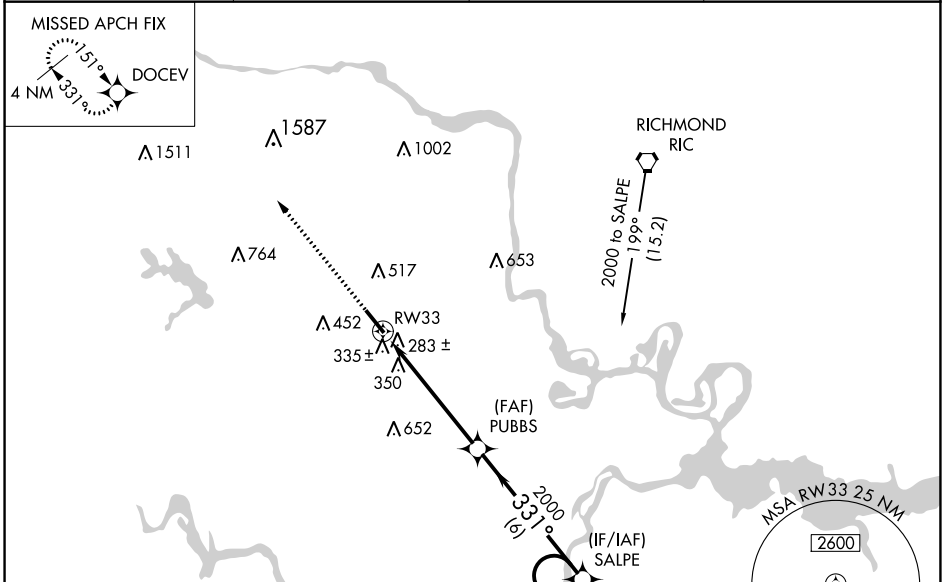 MISSED APCH FIX
151°
DOCEV
4 NM
331°
1511
1587
1002
RICHMOND
RIC
2000 to SALPE
199°
(15.2)
764
517
653
452
RW33
335 ±
283 ±
350
(FAF)
PUBBS
652
2000
331°
(6)
(IF/IAF)
SALPE
MSA RW33 25 NM
2600